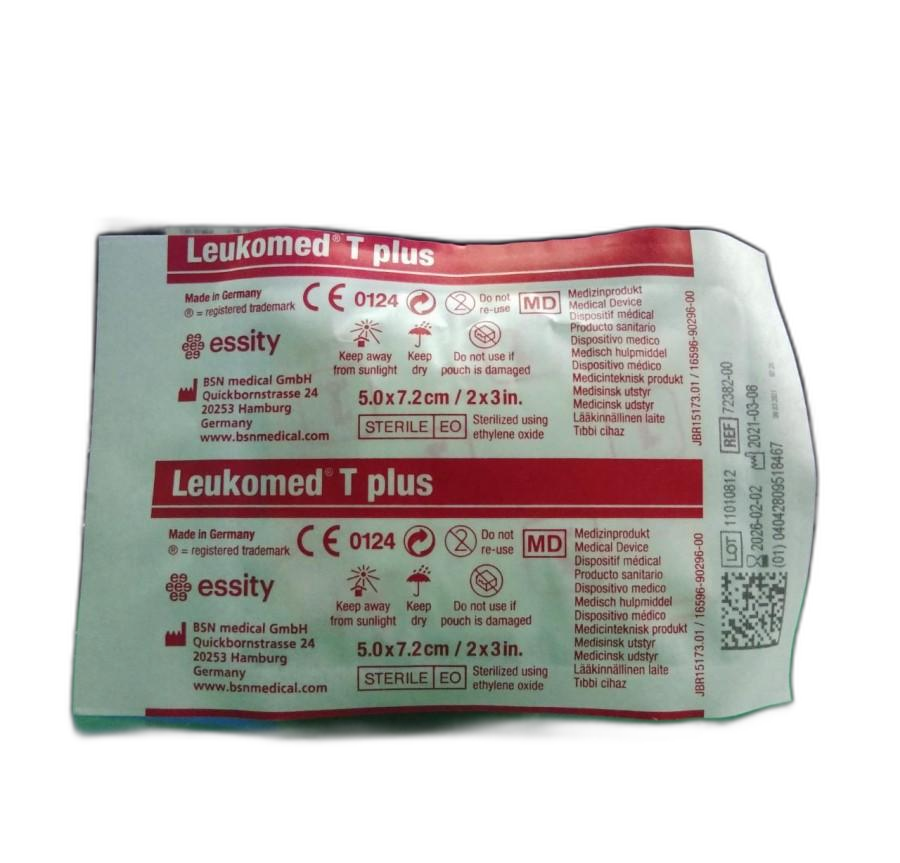 Leukomed® T plus
Made in Germany
® = registered trademark
CE 0124
Do not
re-use
MD
essity
Keep away
from sunlight
Keep
dry
Do not use if
pouch is damaged
BSN medical GmbH
Quickbornstrasse 24
20253 Hamburg
Germany
www.bsnmedical.com
5.0x7.2cm / 2x3in.
STERILE EO
Sterilized using
ethylene oxide
Medizinprodukt
Medical Device
Dispositif médical
Producto sanitario
Dispositivo medico
Medisch hulpmiddel
Dispositivo médico
Medicinteknisk produkt
Medisinsk utstyr
Medicinsk udstyr
Lääkinnällinen laite
Tıbbi cihaz
JBR15173.01 / 16596-90296-00
Leukomed® T plus
Made in Germany
® = registered trademark
CE 0124
Do not
re-use
MD
essity
Keep away
from sunlight
Keep
dry
Do not use if
pouch is damaged
BSN medical GmbH
Quickbornstrasse 24
20253 Hamburg
Germany
www.bsnmedical.com
5.0x7.2cm / 2x3in.
STERILE EO
Sterilized using
ethylene oxide
Medizinprodukt
Medical Device
Dispositif médical
Producto sanitario
Dispositivo medico
Medisch hulpmiddel
Dispositivo médico
Medicinteknisk produkt
Medisinsk utstyr
Medicinsk udstyr
Lääkinnällinen laite
Tıbbi cihaz
JBR15173.01 / 16596-90296-00
LOT 11010812 REF 72382-00
2026-02-02 2021-03-08
(01) 04042809518467